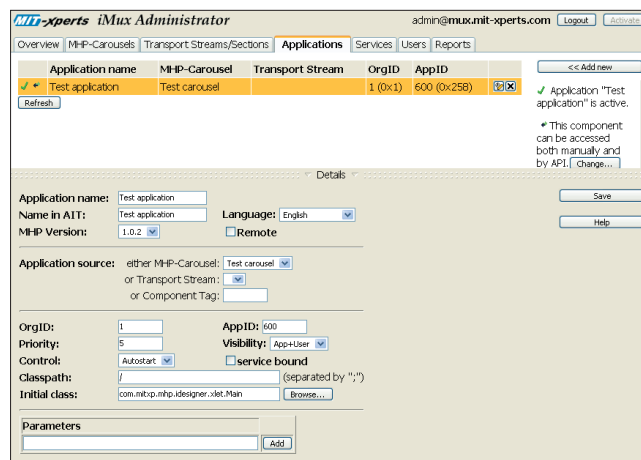 MIT-xperts iMux Administrator
admin@mux.mit-xperts.com Logout Activate
Overview MHP-Carousels Transport Streams/Sections Applications Services Users Reports
Application name MHP-Carousel Transport Stream OrgID AppID
Test application Test carousel 1 (0x1) 600 (0x258)
Refresh
<< Add new
Application "Test
application" is active.
This component
can be accessed
both manually and
by API. Change...
Details
Application name: Test application
Name in AIT: Test application Language: English
MHP Version: 1.0.2 Remote
Save
Help
Application source: either MHP-Carousel: Test carousel
or Transport Stream:
or Component Tag:
OrgID: 1 AppID: 600
Priority: 5 Visibility: App+User
Control: Autostart service bound
Classpath: / (separated by ";")
Initial class: com.mitxp.mhp.idesigner.xlet.Main Browse...
Parameters
Add